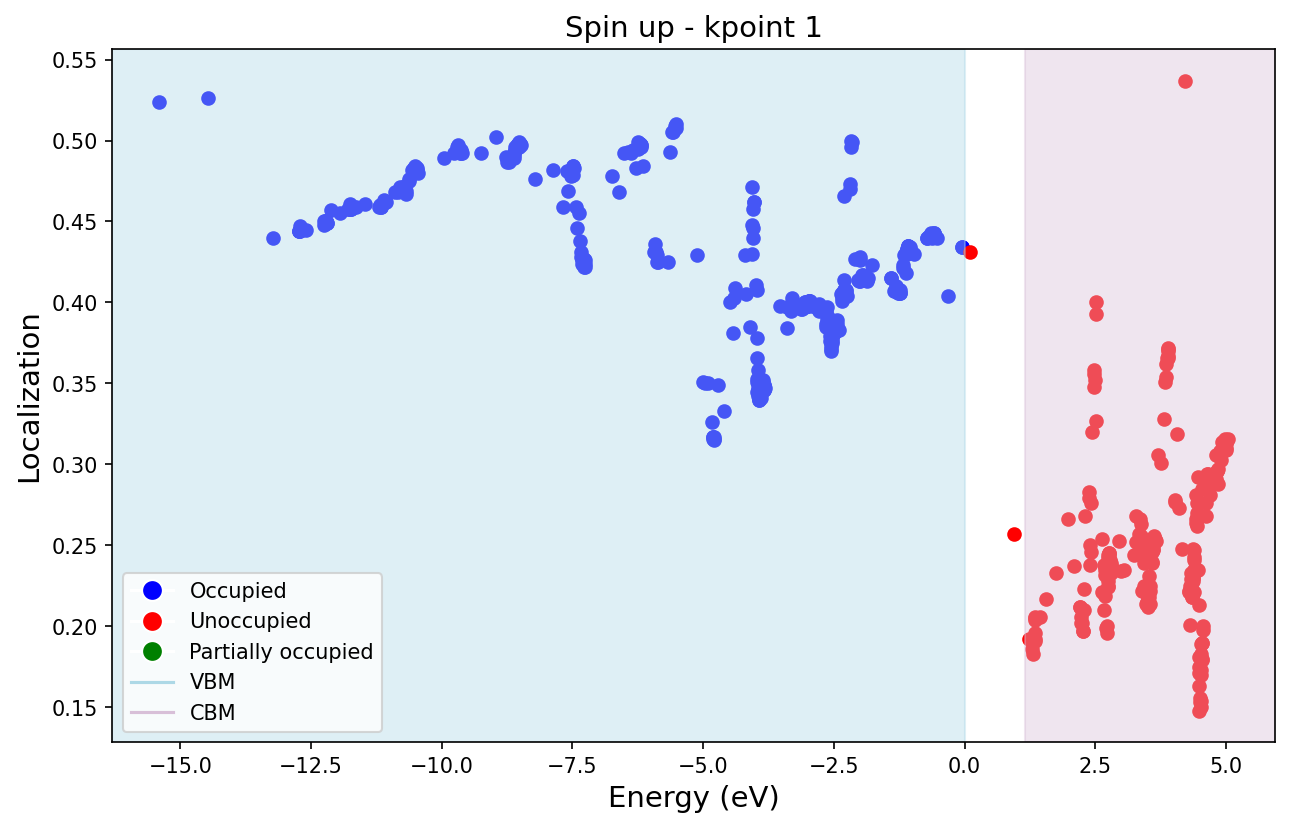 Spin up - kpoint 1
Localization
0.55
0.50
0.45
0.40
0.35
0.30
0.25
0.20
0.15
Occupied
Unoccupied
Partially occupied
VBM
CBM
−15.0 −12.5 −10.0 −7.5 −5.0 −2.5 0.0 2.5 5.0
Energy (eV)